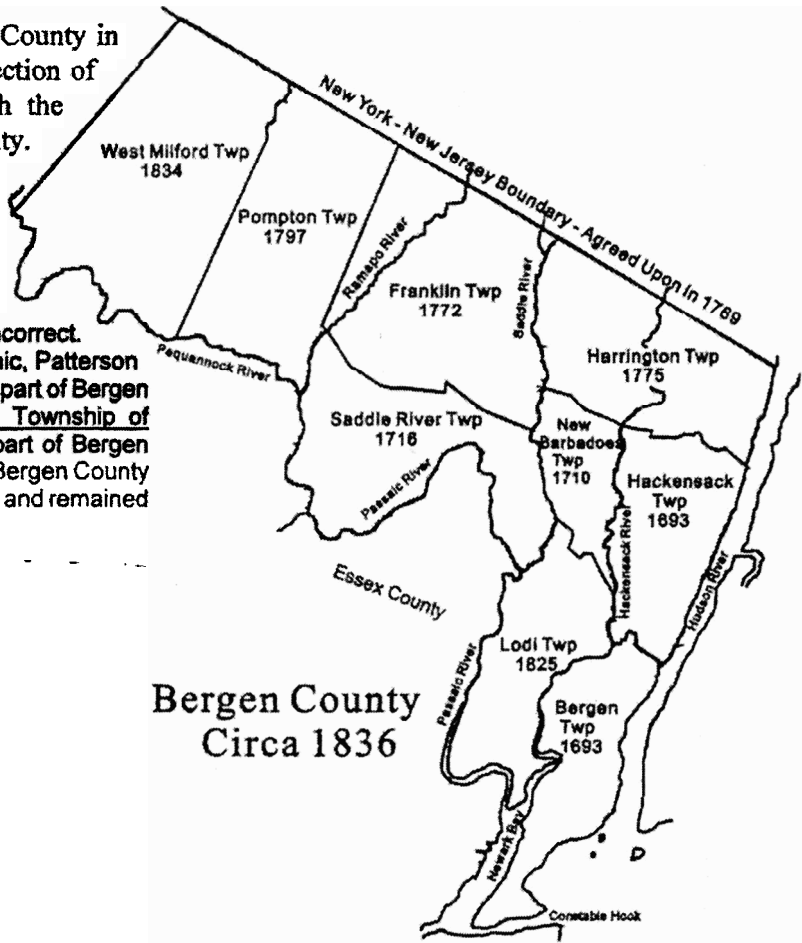 County in
ection of
h the
ty.
correct.
nic, Patterson
part of Bergen
Township of
part of Bergen
Bergen County
and remained
New York - New Jersey Boundary - Agreed Upon In 1769
West Milford Twp
1834
Pompton Twp
1797
Ramapo River
Franklin Twp
1772
Saddle River
Harrington Twp
1775
Pequannock River
Saddle River Twp
1716
New
Barbadoes
Twp
1710
Hackensack
Twp
1693
Passaic River
Hackensack River
Hudson River
Essex County
Lodi Twp
1825
Passaic River
Bergen
Twp
1693
Bergen County
Circa 1836
Newark Bay
Constable Hook